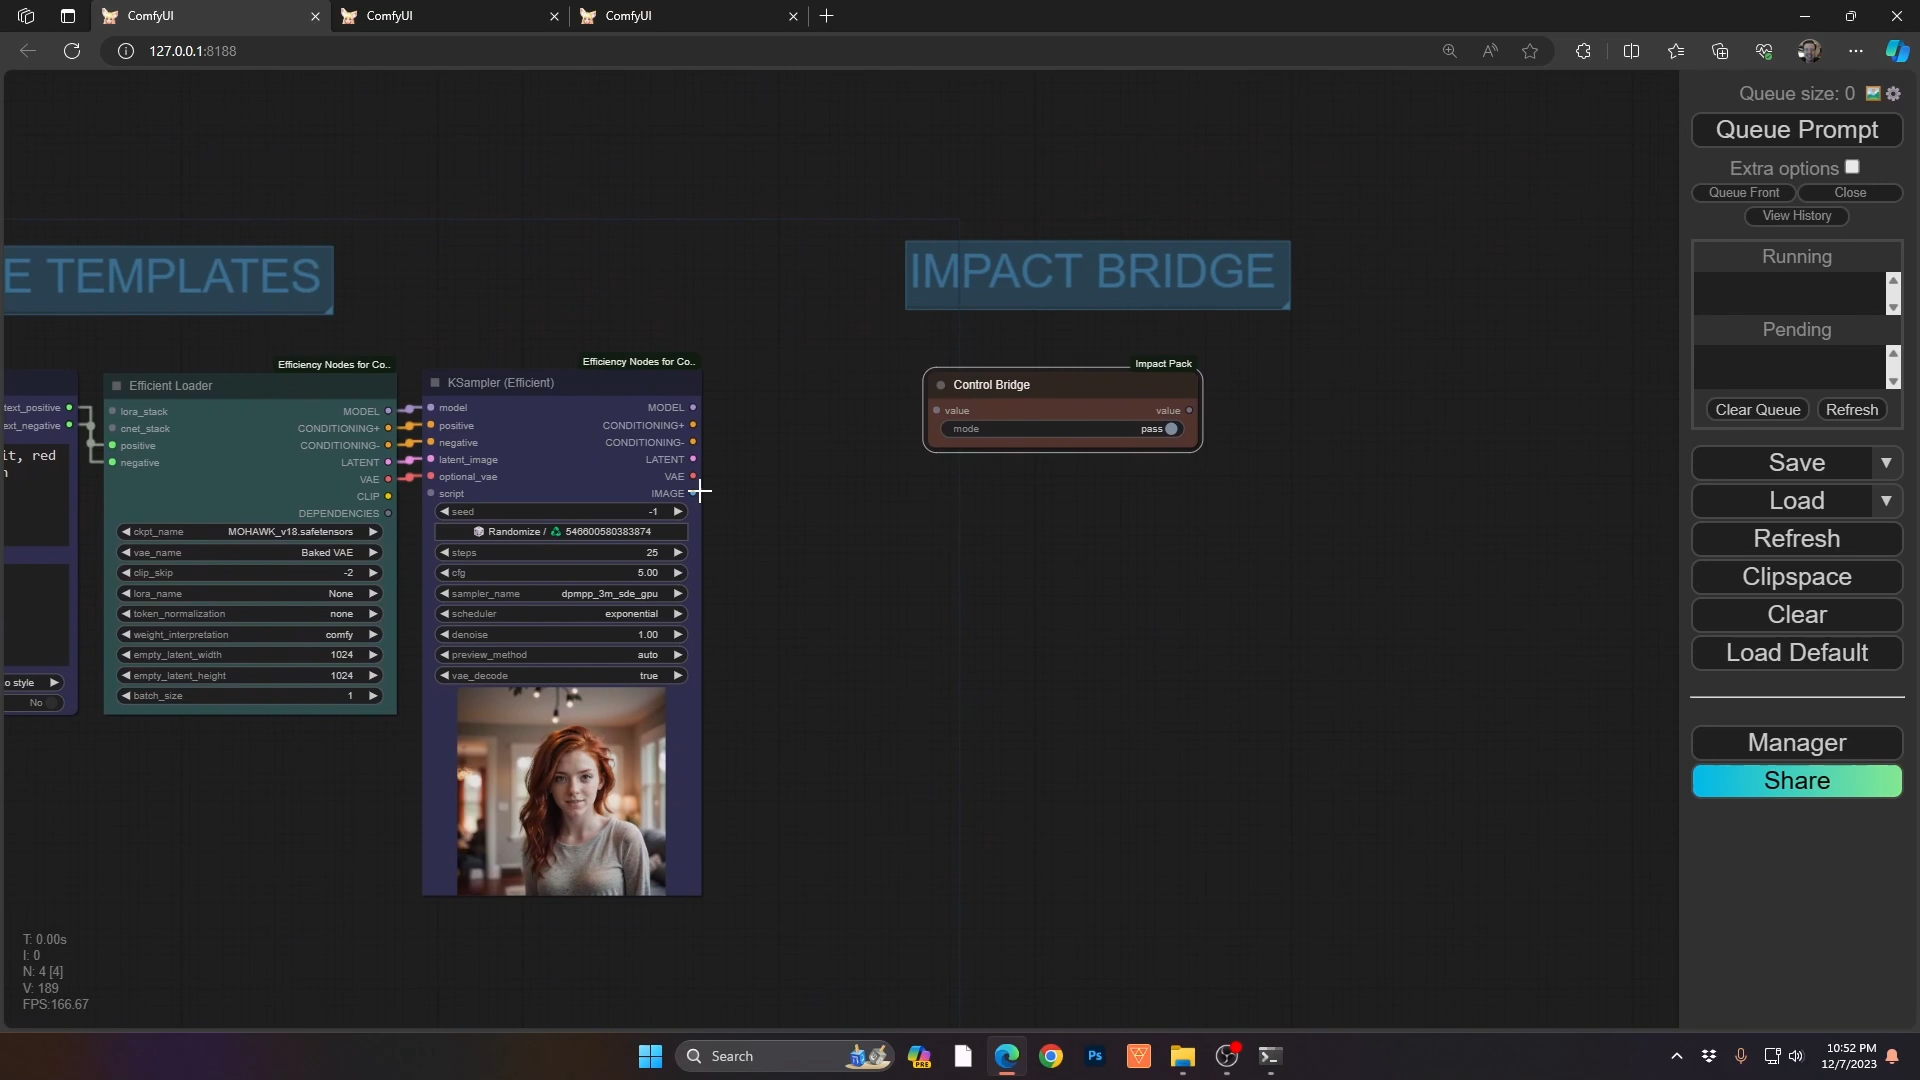 ComfyUI
ComfyUI
ComfyUI
127.0.0.1:8188
E TEMPLATES
IMPACT BRIDGE
text_positive
ext_negative
it, red
o style
No
Efficiency Nodes for Co..
Efficient Loader
lora_stack MODEL
cnet_stack CONDITIONING+
positive CONDITIONING-
negative LATENT
VAE
CLIP
DEPENDENCIES
ckpt_name MOHAWK_v18.safetensors
vae_name Baked VAE
clip_skip -2
lora_name None
token_normalization none
weight_interpretation comfy
empty_latent_width 1024
empty_latent_height 1024
batch_size 1
Efficiency Nodes for Co..
KSampler (Efficient)
model MODEL
positive CONDITIONING+
negative CONDITIONING-
latent_image LATENT
optional_vae VAE
script IMAGE
seed -1
Randomize / 546600580383874
steps 25
cfg 5.00
sampler_name dpmpp_3m_sde_gpu
scheduler exponential
denoise 1.00
preview_method auto
vae_decode true
Impact Pack
Control Bridge
value value
mode pass
T: 0.00s
I: 0
N: 4 [4]
V: 189
FPS:166.67
Queue size: 0
Queue Prompt
Extra options
Queue Front Close
View History
Running
Pending
Clear Queue Refresh
Save
Load
Refresh
Clipspace
Clear
Load Default
Manager
Share
Search
PRE
Ps
10:52 PM
12/7/2023